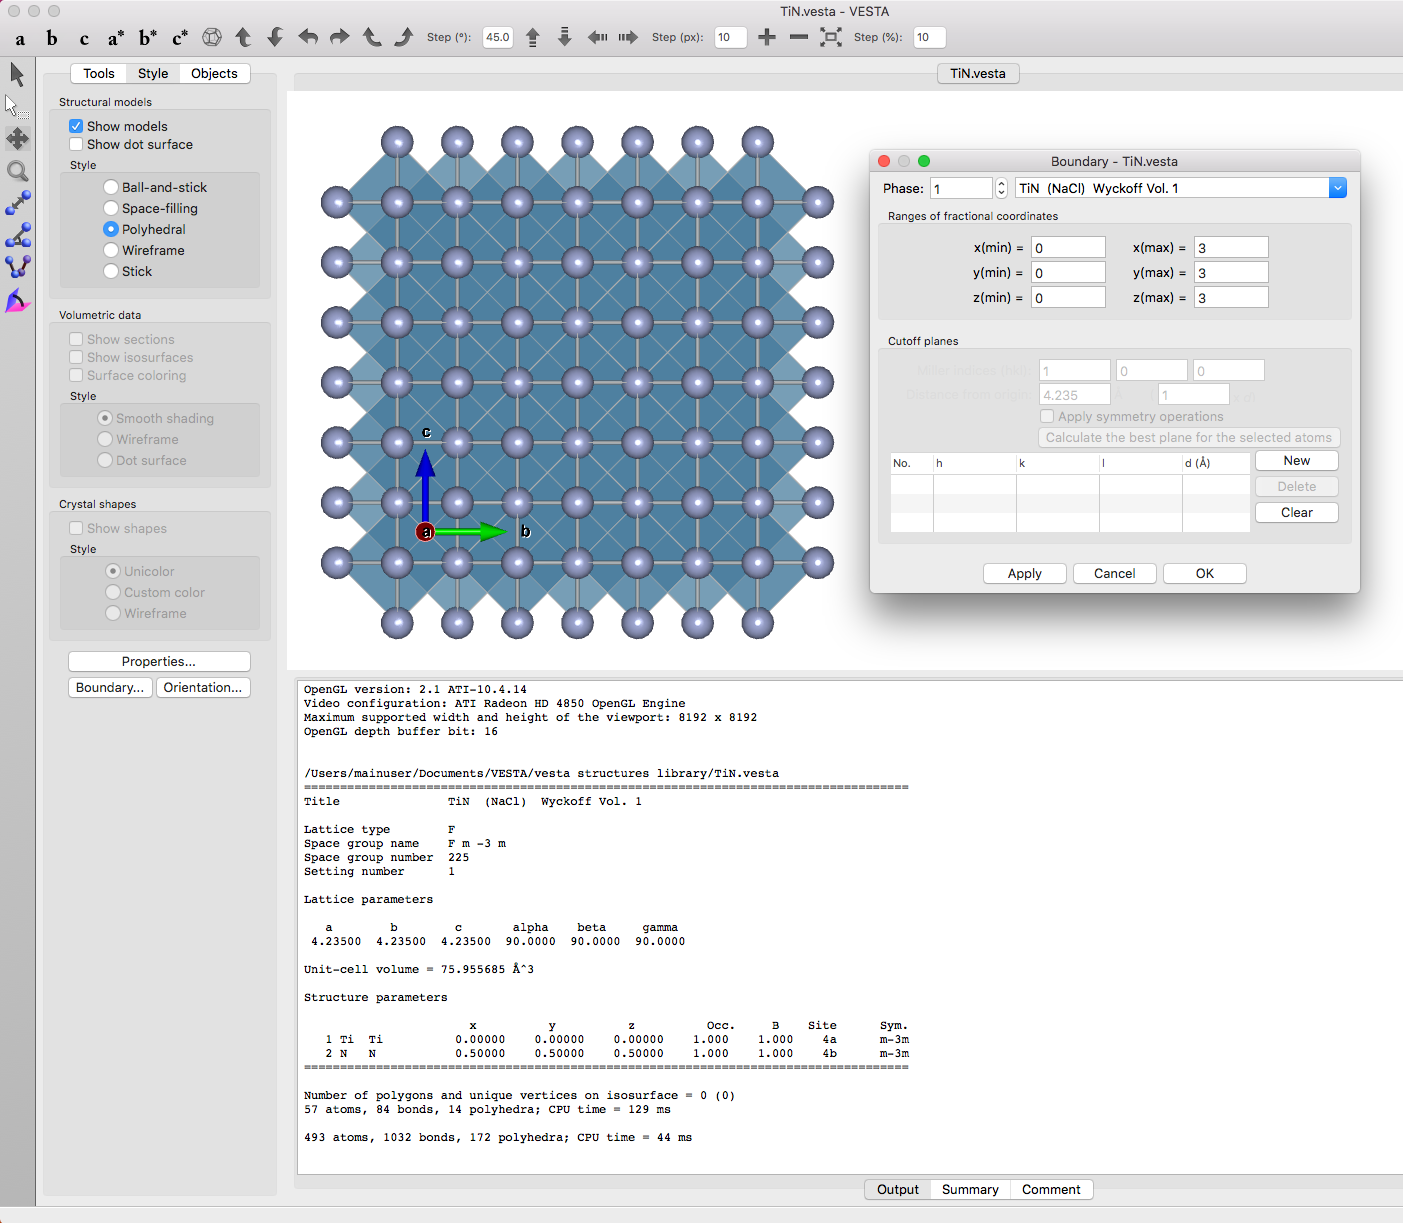 TiN.vesta - VESTA
a b c a* b* c* Step (°): 45.0 Step (px): 10 Step (%): 10
Tools Style Objects
TiN.vesta
Structural models
Show models
Show dot surface
Style
Ball-and-stick
Space-filling
Polyhedral
Wireframe
Stick
Volumetric data
Show sections
Show isosurfaces
Surface coloring
Style
Smooth shading
Wireframe
Dot surface
Crystal shapes
Show shapes
Style
Unicolor
Custom color
Wireframe
Properties...
Boundary... Orientation...
c
a b
Boundary - TiN.vesta
Phase: 1 TiN (NaCl) Wyckoff Vol. 1
Ranges of fractional coordinates
x(min) = 0 x(max) = 3
y(min) = 0 y(max) = 3
z(min) = 0 z(max) = 3
Cutoff planes
Miller indices (hkl): 1 0 0
Distance from origin: 4.235 Å 1 x d
Apply symmetry operations
Calculate the best plane for the selected atoms
No. h k l d (Å)
New
Delete
Clear
Apply Cancel OK
OpenGL version: 2.1 ATI-10.4.14
Video configuration: ATI Radeon HD 4850 OpenGL Engine
Maximum supported width and height of the viewport: 8192 x 8192
OpenGL depth buffer bit: 16
/Users/mainuser/Documents/VESTA/vesta structures library/TiN.vesta
====================================================================================
Title TiN (NaCl) Wyckoff Vol. 1
Lattice type F
Space group name F m -3 m
Space group number 225
Setting number 1
Lattice parameters
a b c alpha beta gamma
4.23500 4.23500 4.23500 90.0000 90.0000 90.0000
Unit-cell volume = 75.955685 Å^3
Structure parameters
x y z Occ. B Site Sym.
1 Ti Ti 0.00000 0.00000 0.00000 1.000 1.000 4a m-3m
2 N N 0.50000 0.50000 0.50000 1.000 1.000 4b m-3m
====================================================================================
Number of polygons and unique vertices on isosurface = 0 (0)
57 atoms, 84 bonds, 14 polyhedra; CPU time = 129 ms
493 atoms, 1032 bonds, 172 polyhedra; CPU time = 44 ms
Output Summary Comment